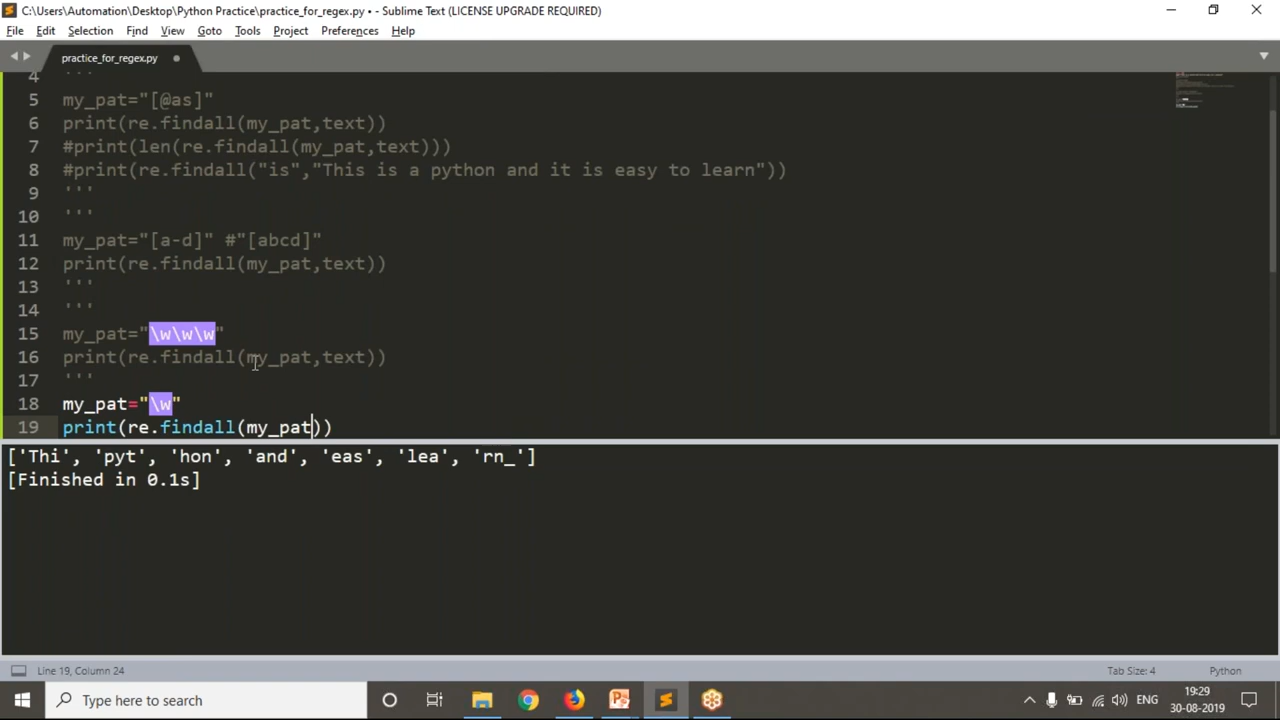 C:\Users\Automation\Desktop\Python Practice\practice_for_regex.py • - Sublime Text (LICENSE UPGRADE REQUIRED)
File Edit Selection Find View Goto Tools Project Preferences Help
practice_for_regex.py
4 '''
5 my_pat="[@as]"
6 print(re.findall(my_pat,text))
7 #print(len(re.findall(my_pat,text)))
8 #print(re.findall("is","This is a python and it is easy to learn"))
9 '''
10 '''
11 my_pat="[a-d]" #"[abcd]"
12 print(re.findall(my_pat,text))
13 '''
14 '''
15 my_pat="\w\w\w"
16 print(re.findall(my_pat,text))
17 '''
18 my_pat="\w"
19 print(re.findall(my_pat))
['Thi', 'pyt', 'hon', 'and', 'eas', 'lea', 'rn_']
[Finished in 0.1s]
Line 19, Column 24 Tab Size: 4 Python
Type here to search ENG 19:29
30-08-2019